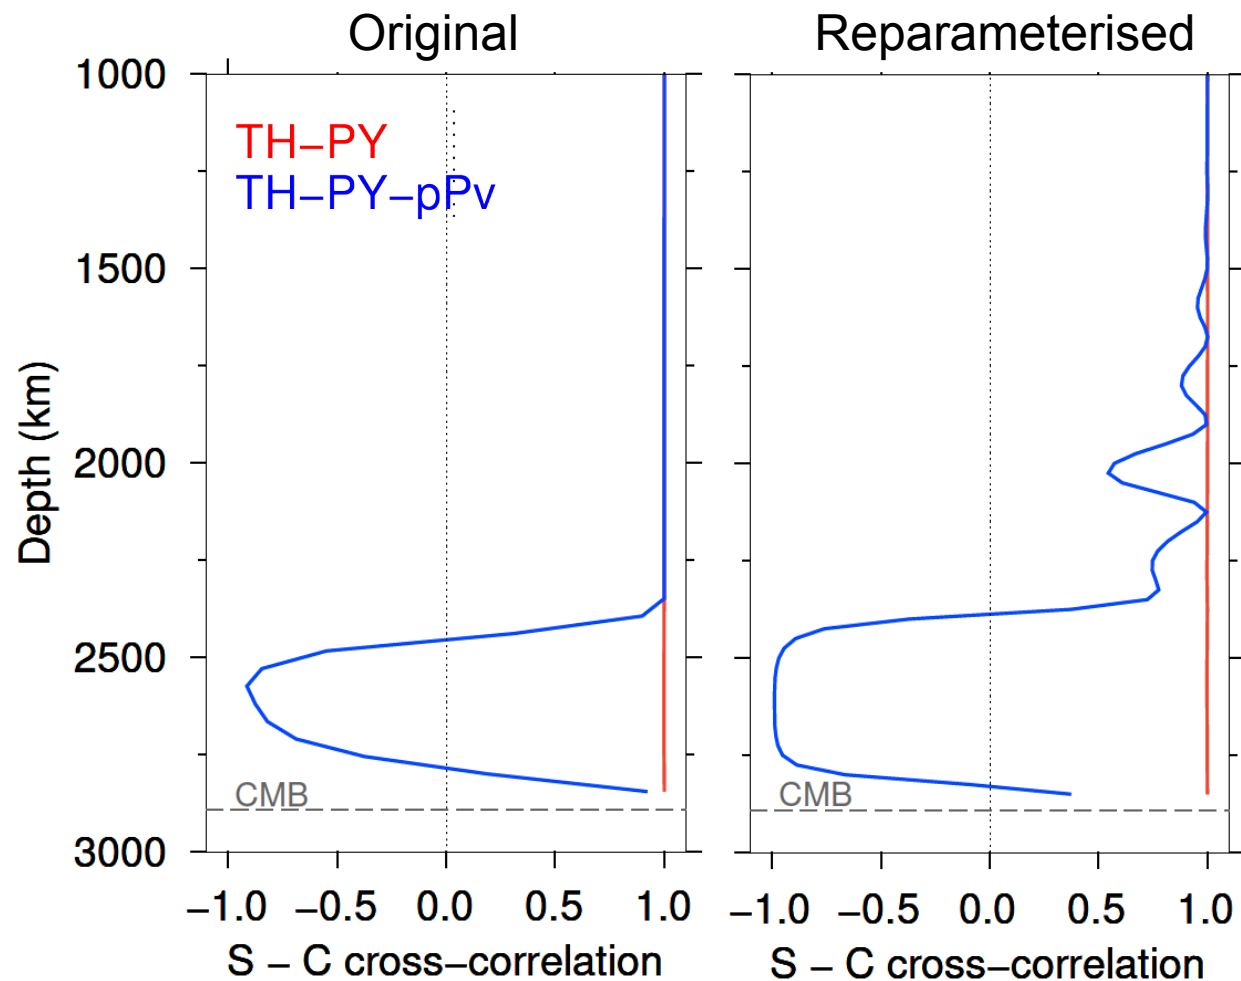 Original
Reparameterised
1000
1500
2000
2500
3000
Depth (km)
TH−PY
TH−PY−pPv
CMB
CMB
−1.0 −0.5 0.0 0.5 1.0
−1.0 −0.5 0.0 0.5 1.0
S − C cross−correlation
S − C cross−correlation